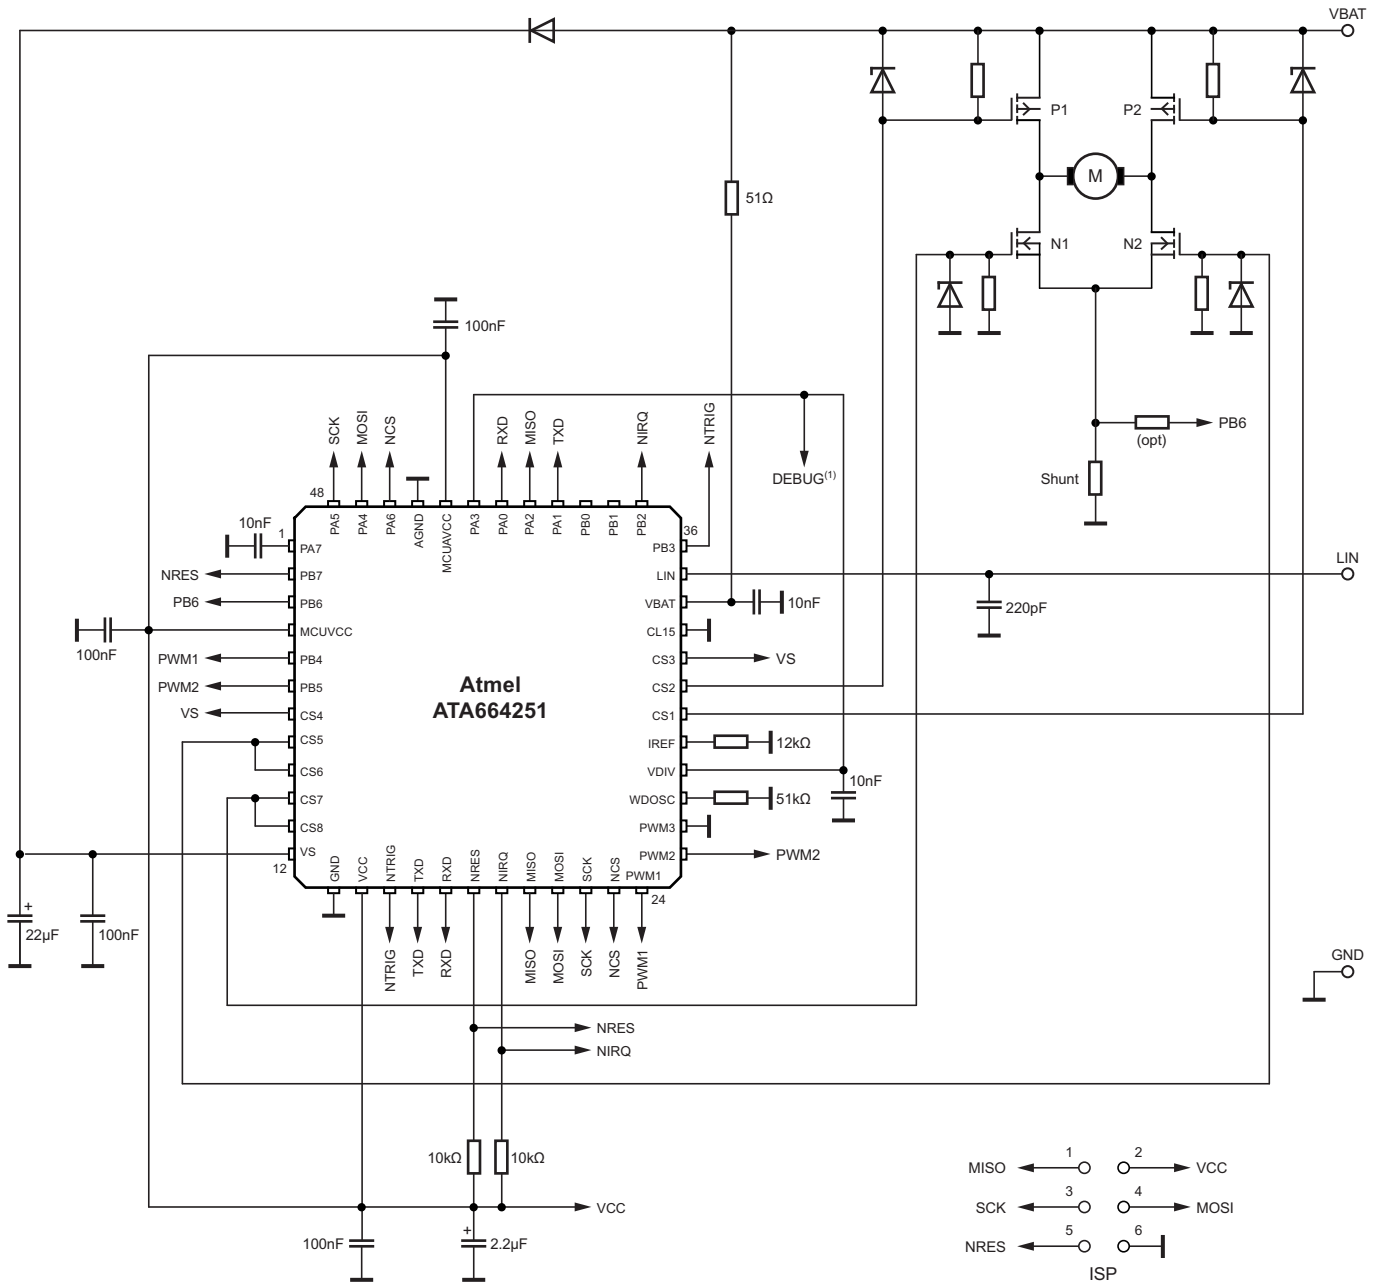 VBAT
P1
P2
M
51Ω
N1
N2
100nF
SCK
MOSI
NCS
RXD
MISO
TXD
NIRQ
NTRIG
DEBUG(1)
(opt)
PB6
Shunt
48
PA5
PA4
PA6
AGND
MCUAVCC
PA3
PA0
PA2
PA1
PB0
PB1
PB2
36
10nF
1
PA7
PB3
NRES
PB7
LIN
LIN
PB6
PB6
VBAT
10nF
220pF
100nF
MCUVCC
CL15
PWM1
PB4
CS3
VS
PWM2
PB5
Atmel
ATA664251
CS2
VS
CS4
CS1
CS5
IREF
12kΩ
CS6
VDIV
10nF
CS7
WDOSC
51kΩ
CS8
PWM3
VS
PWM2
PWM2
12
GND
VCC
NTRIG
TXD
RXD
NRES
NIRQ
MISO
MOSI
SCK
NCS
PWM1
24
+
22µF
100nF
NTRIG
TXD
RXD
MISO
MOSI
SCK
NCS
PWM1
GND
NRES
NIRQ
10kΩ
10kΩ
VCC
100nF
+
2.2µF
MISO
1
2
VCC
SCK
3
4
MOSI
NRES
5
6
ISP